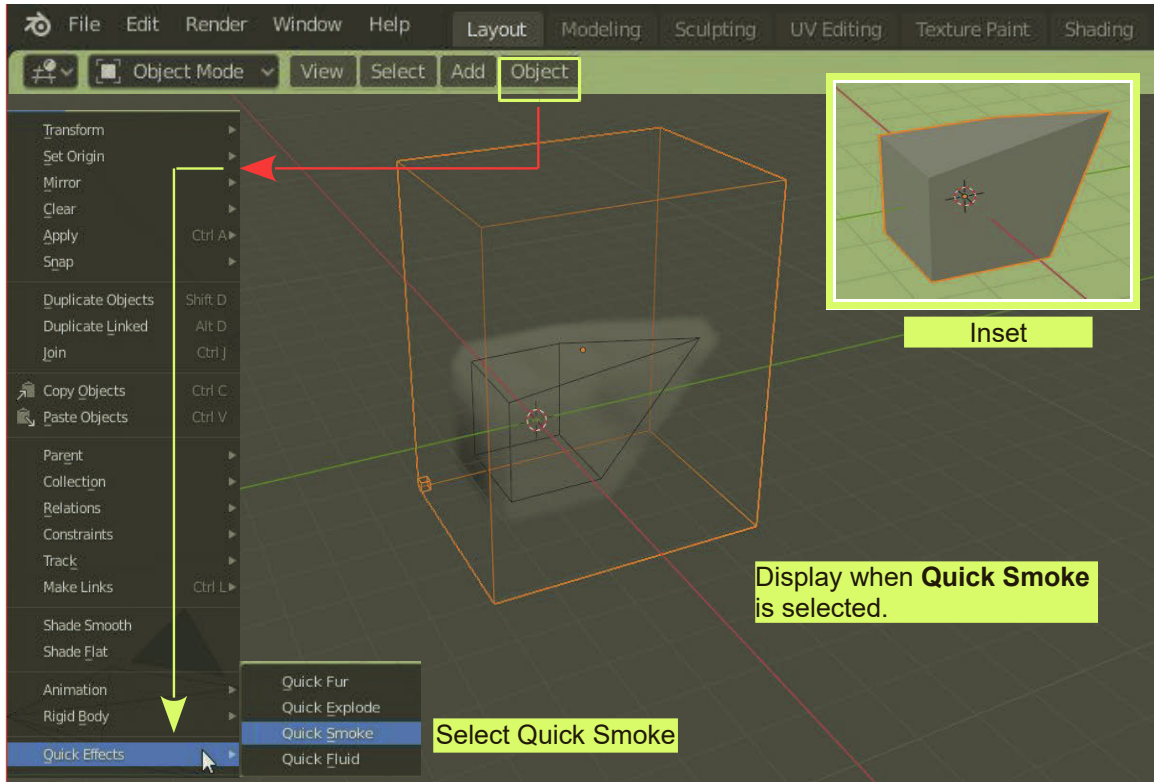 File Edit Render Window Help Layout Modeling Sculpting UV Editing Texture Paint Shading
Object Mode View Select Add Object
Transform
Set Origin
Mirror
Clear
Apply Ctrl A
Snap
Duplicate Objects Shift D
Duplicate Linked Alt D
Join Ctrl J
Copy Objects Ctrl C
Paste Objects Ctrl V
Parent
Collection
Relations
Constraints
Track
Make Links Ctrl L
Shade Smooth
Shade Flat
Animation
Rigid Body
Quick Effects
Quick Fur
Quick Explode
Quick Smoke
Quick Fluid
Select Quick Smoke
Inset
Display when Quick Smoke
is selected.